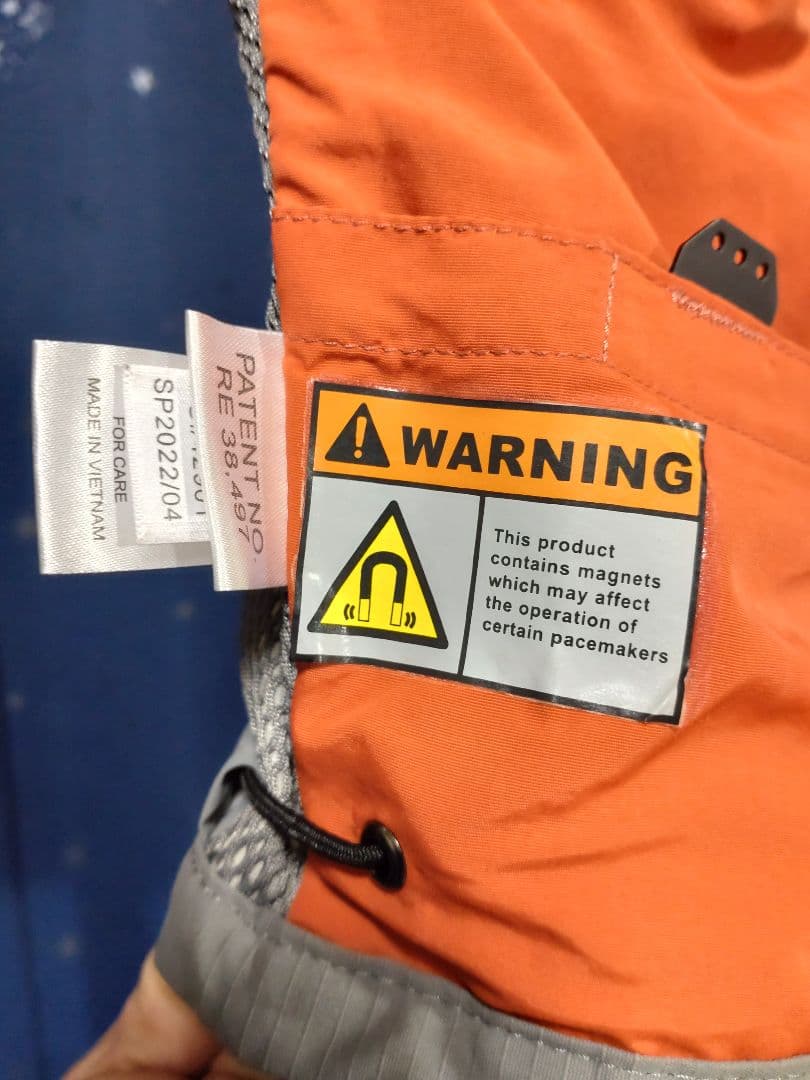 WARNING
This product
contains magnets
which may affect
the operation of
certain pacemakers
PATENT NO.
RE 38.497
SP2022/04
FOR CARE
MADE IN VIETNAM